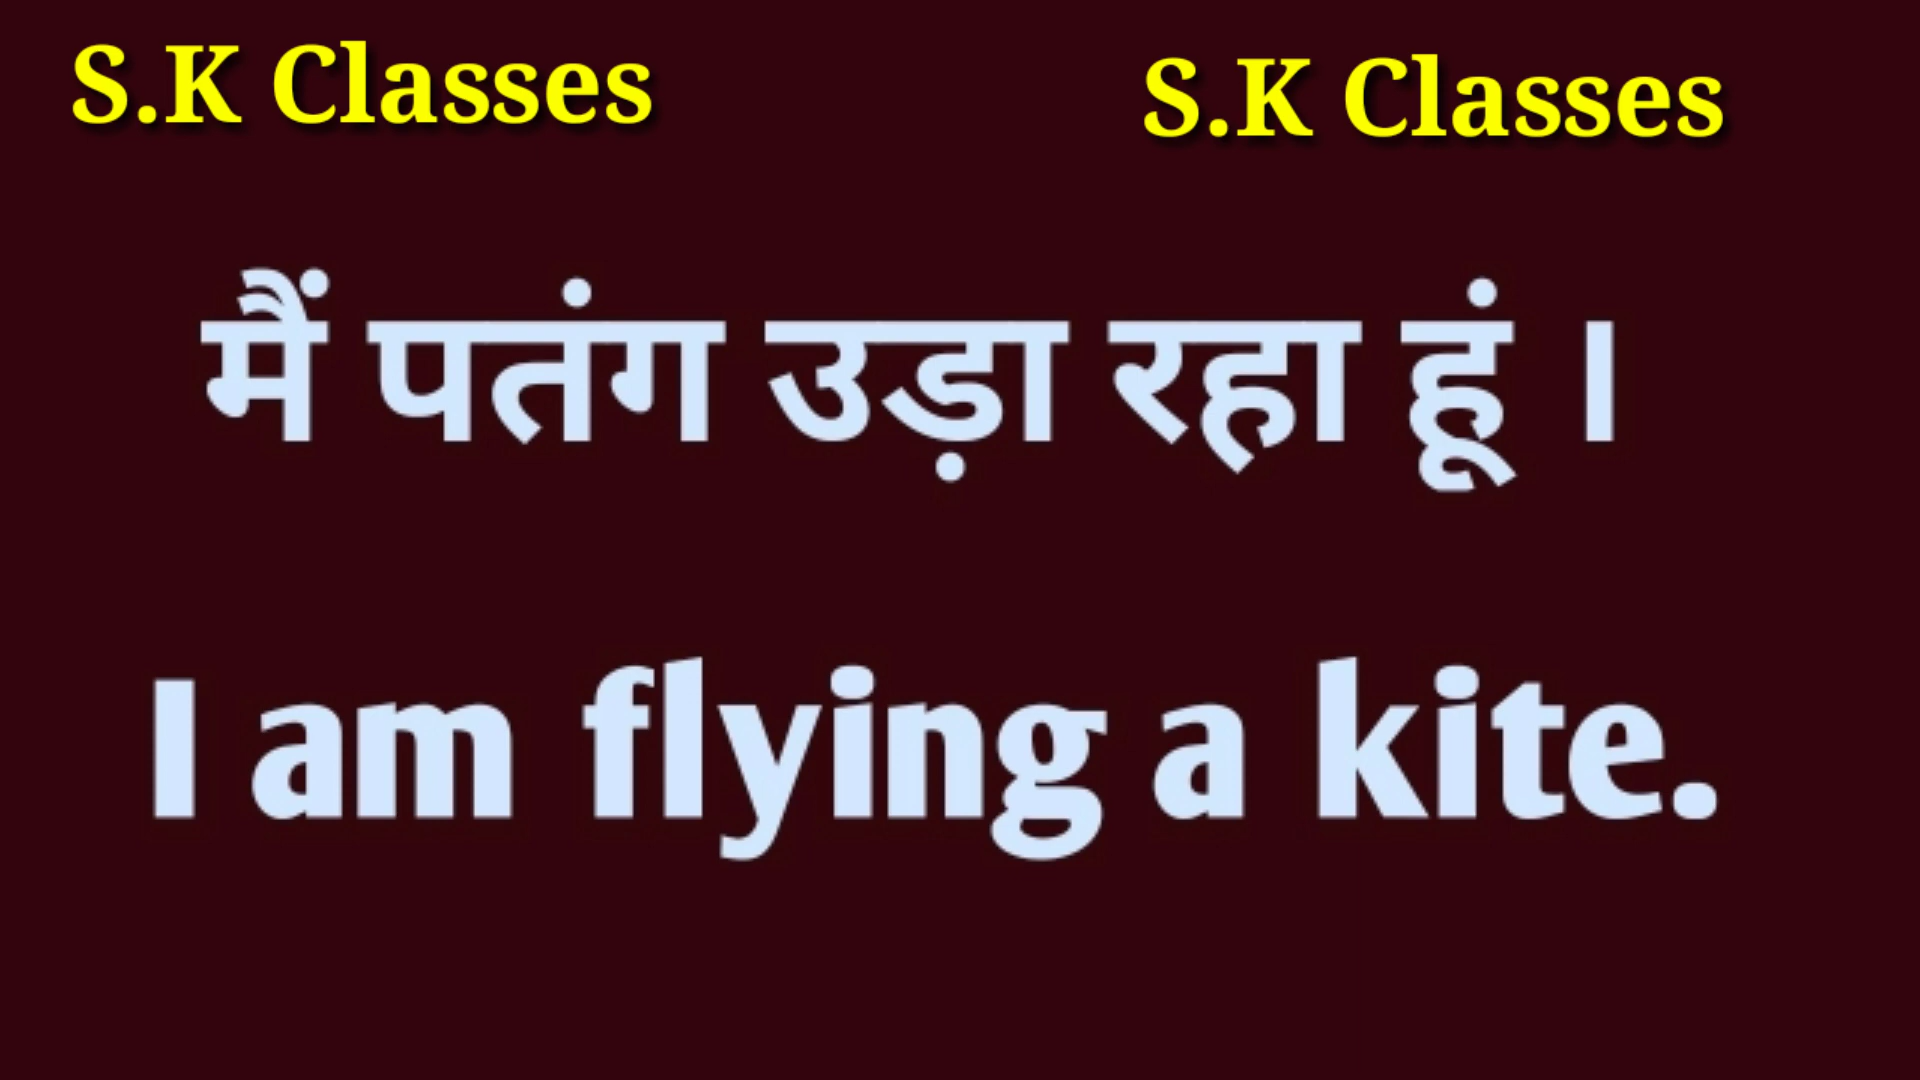 S.K Classes S.K Classes
मैं पतंग उड़ा रहा हूं ।
I am flying a kite.